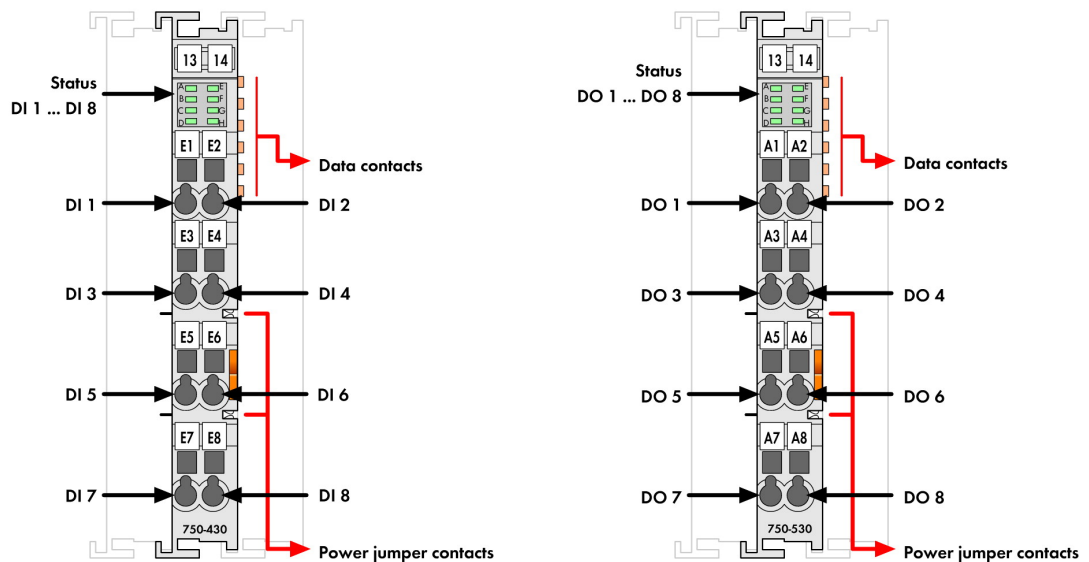 13 14
Status
DI 1 ... DI 8
A E
B F
C G
D H
E1 E2
Data contacts
DI 1
DI 2
E3 E4
DI 3
DI 4
E5 E6
DI 5
DI 6
E7 E8
DI 7
DI 8
750-430
Power jumper contacts
13 14
Status
DO 1 ... DO 8
A E
B F
C G
D H
A1 A2
Data contacts
DO 1
DO 2
A3 A4
DO 3
DO 4
A5 A6
DO 5
DO 6
A7 A8
DO 7
DO 8
750-530
Power jumper contacts